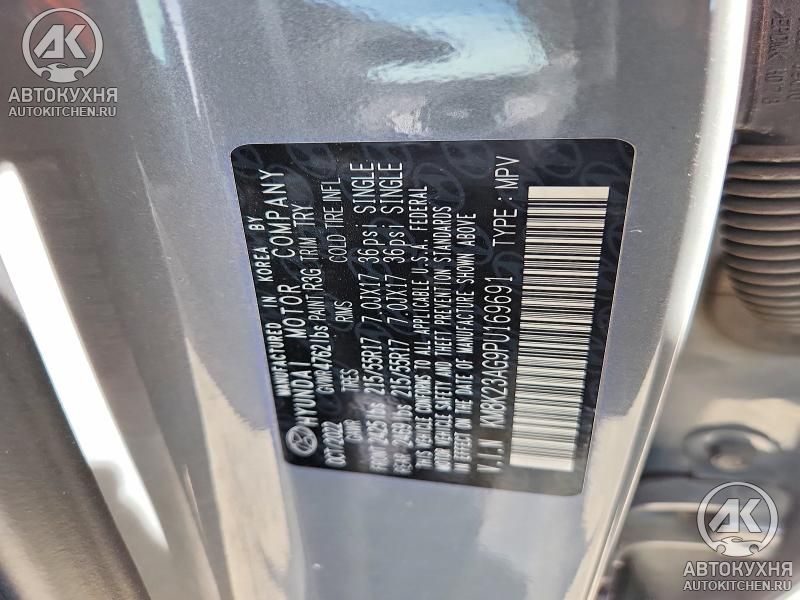 АВТОКУХНЯ
AUTOKITCHEN.RU
MANUFACTURED IN KOREA BY
HYUNDAI MOTOR COMPANY
OCT/2022 GVWR 4762 lbs PAINT R3G TRIM TRY
GAWR TIRES RIMS COLD TIRE INFL
FRONT 2425 lbs 215/55R17 7.0JX17 36psi SINGLE
REAR 2469 lbs 215/55R17 7.0JX17 36psi SINGLE
THIS VEHICLE CONFORMS TO ALL APPLICABLE U.S.A. FEDERAL
MOTOR VEHICLE SAFETY AND THEFT PREVENTION STANDARDS
IN EFFECT ON THE DATE OF MANUFACTURE SHOWN ABOVE
V.I.N KM8K23AG9PU169691 TYPE : MPV
АВТОКУХНЯ
AUTOKITCHEN.RU